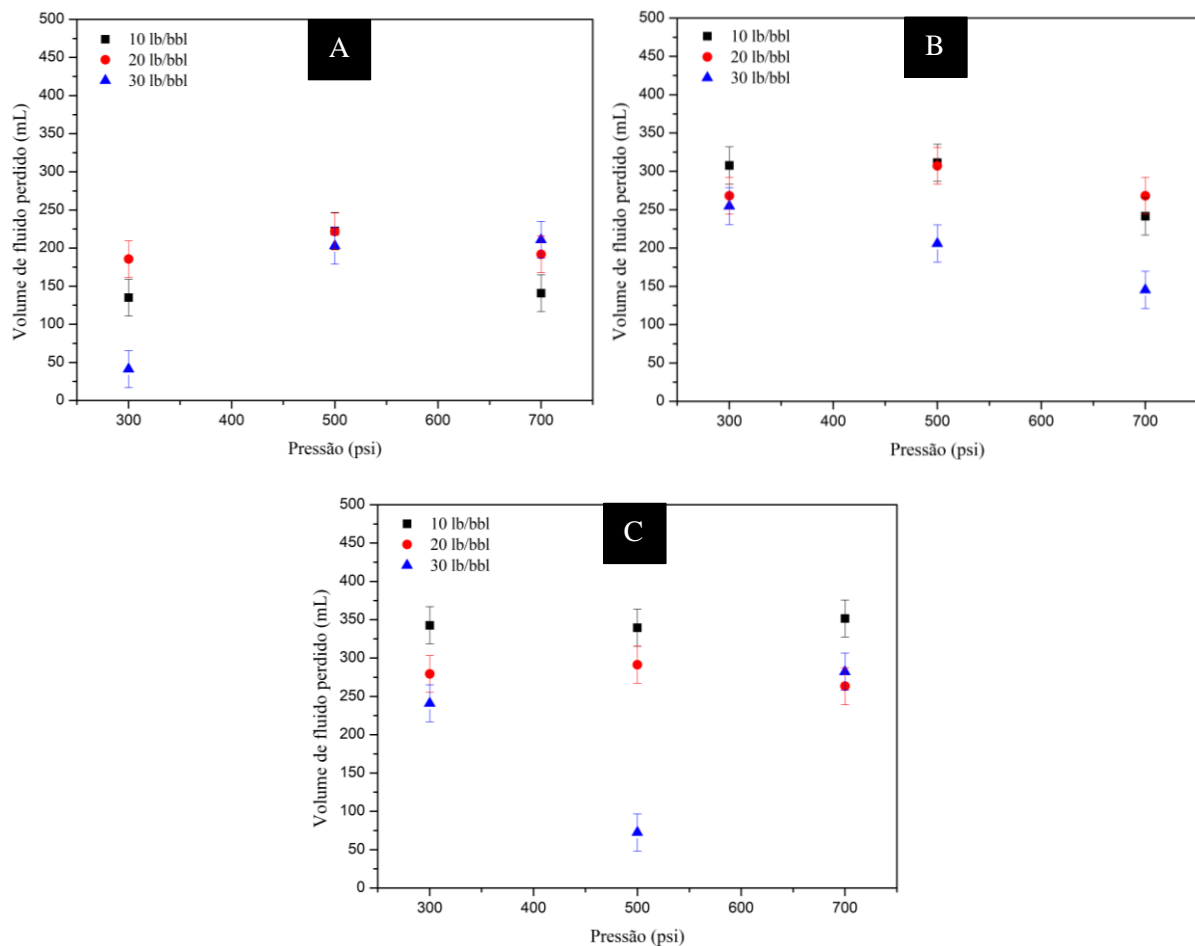 A
10 lb/bbl
20 lb/bbl
30 lb/bbl
Volume de fluido perdido (mL)
500
450
400
350
300
250
200
150
100
50
0
300
400
500
600
700
Pressão (psi)
B
10 lb/bbl
20 lb/bbl
30 lb/bbl
Volume de fluido perdido (mL)
500
450
400
350
300
250
200
150
100
50
0
300
400
500
600
700
Pressão (psi)
C
10 lb/bbl
20 lb/bbl
30 lb/bbl
Volume de fluido perdido (mL)
500
450
400
350
300
250
200
150
100
50
0
300
400
500
600
700
Pressão (psi)